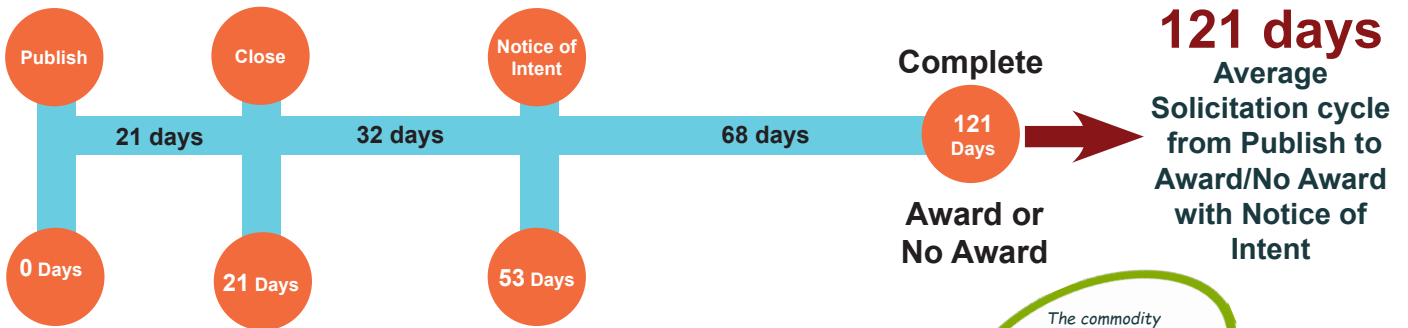 Publish
Close
Notice of
Intent
21 days
32 days
68 days
0 Days
21 Days
53 Days
Complete
121
Days
Award or
No Award
121 days
Average
Solicitation cycle
from Publish to
Award/No Award
with Notice of
Intent
The commodity